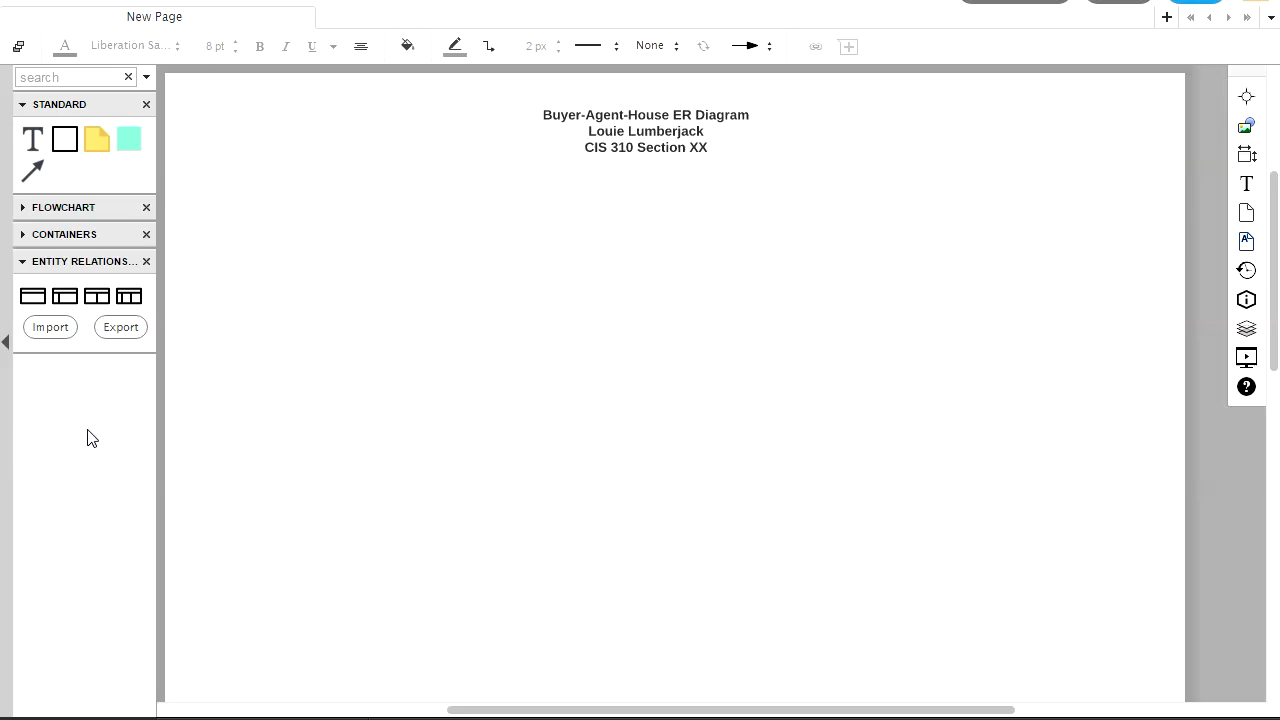 New Page
A Liberation Sa... 8 pt B I U 2 px None
search
STANDARD
T
FLOWCHART
CONTAINERS
ENTITY RELATIONS...
Import Export
Buyer-Agent-House ER Diagram
Louie Lumberjack
CIS 310 Section XX
T
A
?